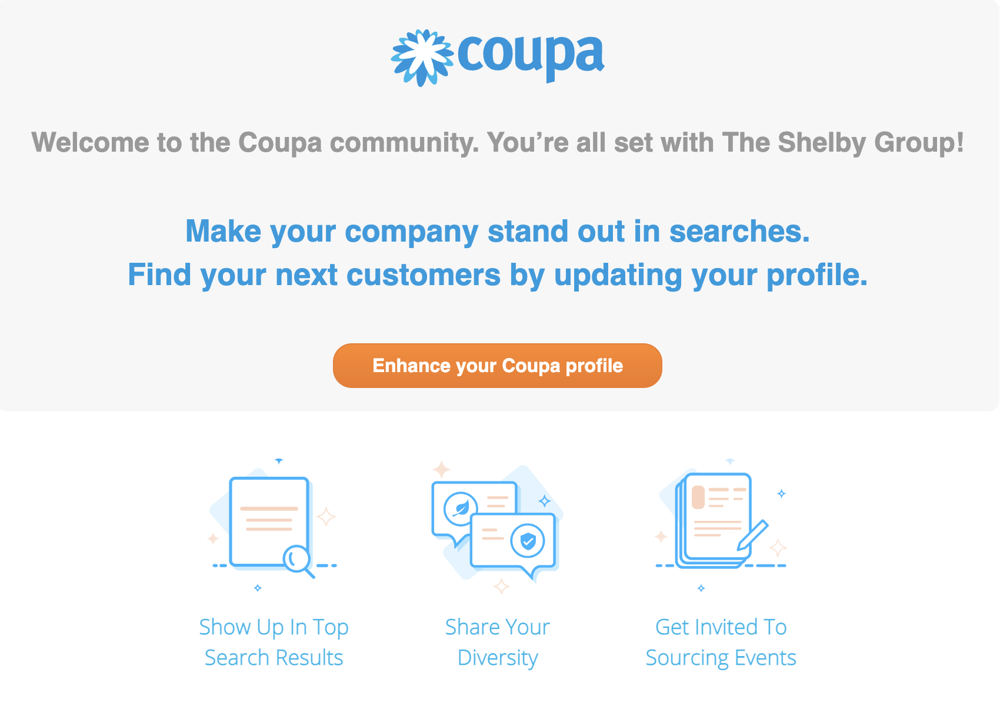 coupa
Welcome to the Coupa community. You’re all set with The Shelby Group!
Make your company stand out in searches.
Find your next customers by updating your profile.
Enhance your Coupa profile
Show Up In Top
Search Results
Share Your
Diversity
Get Invited To
Sourcing Events